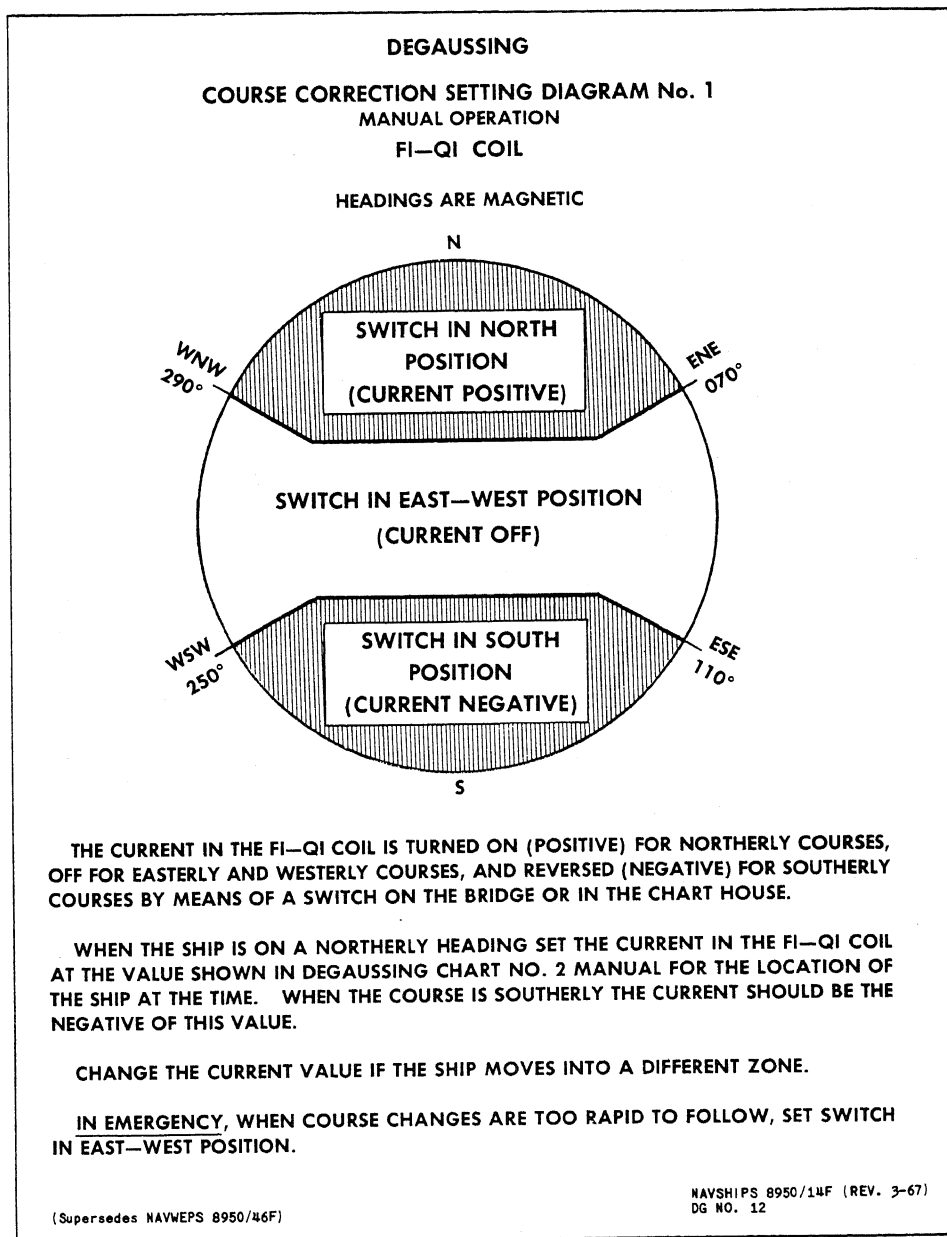 DEGAUSSING
COURSE CORRECTION SETTING DIAGRAM No. 1
MANUAL OPERATION
FI—QI COIL
HEADINGS ARE MAGNETIC
N
SWITCH IN NORTH
POSITION
(CURRENT POSITIVE)
WNW
290°
ENE
070°
SWITCH IN EAST—WEST POSITION
(CURRENT OFF)
SWITCH IN SOUTH
POSITION
(CURRENT NEGATIVE)
WSW
250°
ESE
110°
S
THE CURRENT IN THE FI—QI COIL IS TURNED ON (POSITIVE) FOR NORTHERLY COURSES,
OFF FOR EASTERLY AND WESTERLY COURSES, AND REVERSED (NEGATIVE) FOR SOUTHERLY
COURSES BY MEANS OF A SWITCH ON THE BRIDGE OR IN THE CHART HOUSE.
WHEN THE SHIP IS ON A NORTHERLY HEADING SET THE CURRENT IN THE FI—QI COIL
AT THE VALUE SHOWN IN DEGAUSSING CHART NO. 2 MANUAL FOR THE LOCATION OF
THE SHIP AT THE TIME. WHEN THE COURSE IS SOUTHERLY THE CURRENT SHOULD BE THE
NEGATIVE OF THIS VALUE.
CHANGE THE CURRENT VALUE IF THE SHIP MOVES INTO A DIFFERENT ZONE.
IN EMERGENCY, WHEN COURSE CHANGES ARE TOO RAPID TO FOLLOW, SET SWITCH
IN EAST—WEST POSITION.
NAVSHIPS 8950/14F (REV. 3-67)
DG NO. 12
(Supersedes NAVWEPS 8950/46F)